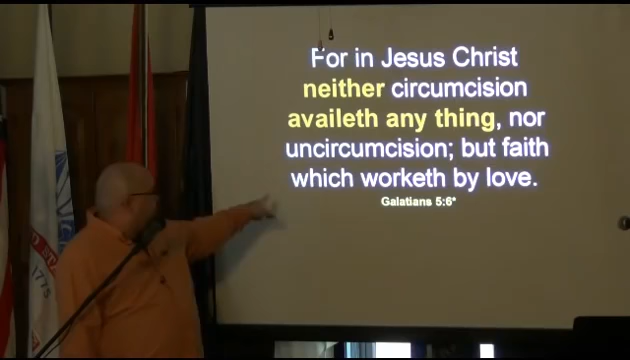 For in Jesus Christ
neither circumcision
availeth any thing, nor
uncircumcision; but faith
which worketh by love.
Galatians 5:6*
1775